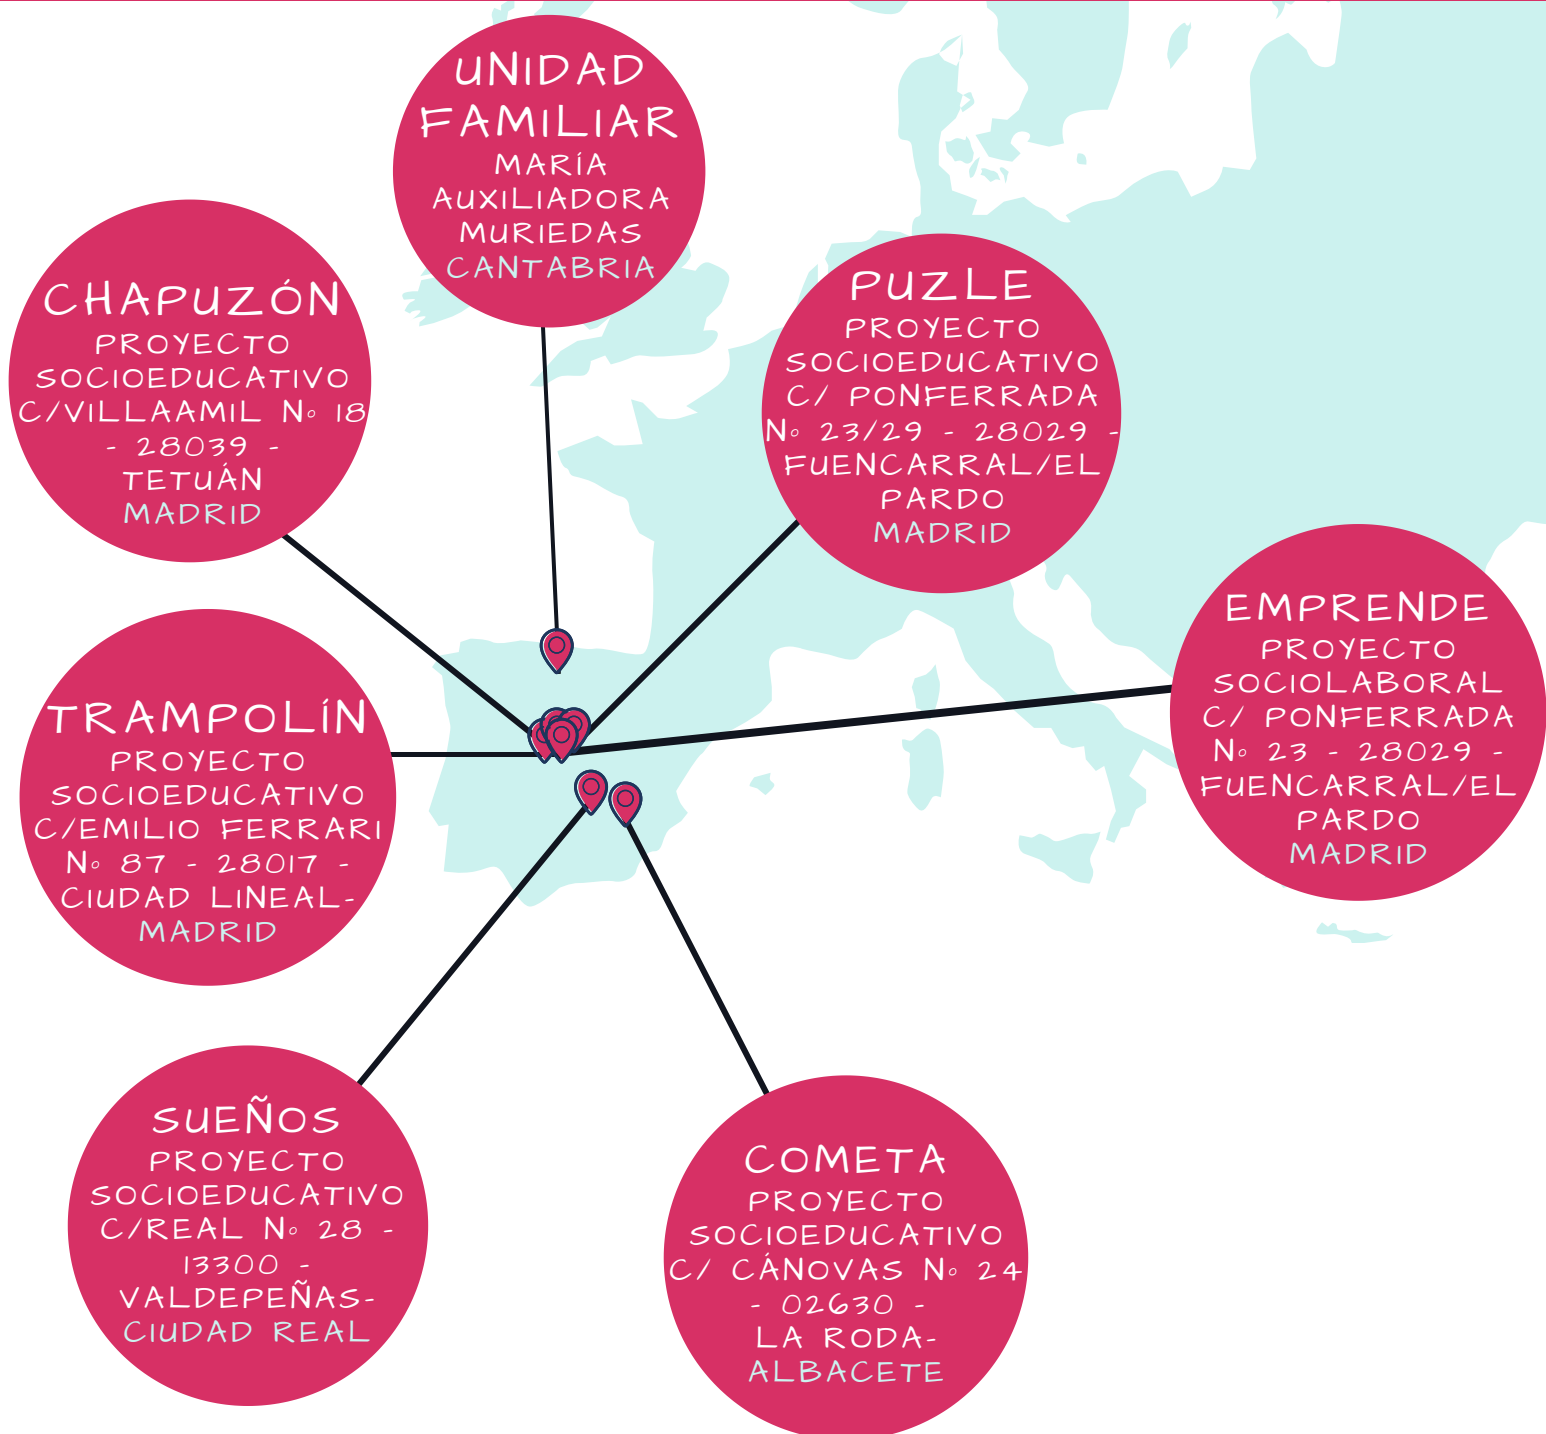 UNIDAD
FAMILIAR
MARÍA
AUXILIADORA
MURIEDAS
CANTABRIA
CHAPUZÓN
PROYECTO
SOCIOEDUCATIVO
C/VILLAAMIL Nº 18
- 28039 -
TETUÁN
MADRID
PUZLE
PROYECTO
SOCIOEDUCATIVO
C/ PONFERRADA
Nº 23/29 - 28029 -
FUENCARRAL/EL
PARDO
MADRID
EMPRENDE
PROYECTO
SOCIOLABORAL
C/ PONFERRADA
Nº 23 - 28029 -
FUENCARRAL/EL
PARDO
MADRID
TRAMPOLÍN
PROYECTO
SOCIOEDUCATIVO
C/EMILIO FERRARI
Nº 87 - 28017 -
CIUDAD LINEAL-
MADRID
SUEÑOS
PROYECTO
SOCIOEDUCATIVO
C/REAL Nº 28 -
13300 -
VALDEPEÑAS-
CIUDAD REAL
COMETA
PROYECTO
SOCIOEDUCATIVO
C/ CÁNOVAS Nº 24
- 02630 -
LA RODA-
ALBACETE